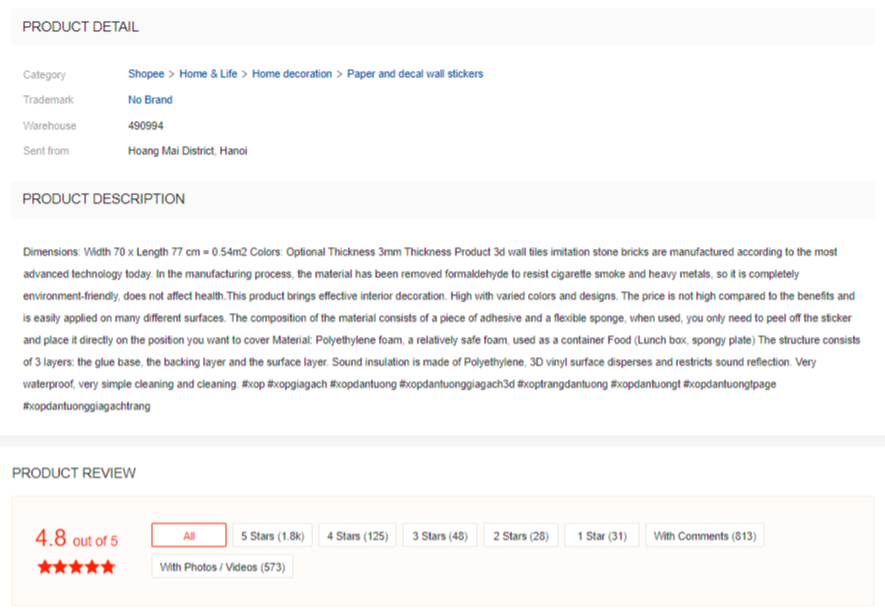 PRODUCT DETAIL
Category Shopee > Home & Life > Home decoration > Paper and decal wall stickers
Trademark No Brand
Warehouse 490994
Sent from Hoang Mai District, Hanoi
PRODUCT DESCRIPTION
Dimensions: Width 70 x Length 77 cm = 0.54m2 Colors: Optional Thickness 3mm Thickness Product 3d wall tiles imitation stone bricks are manufactured according to the most
advanced technology today. In the manufacturing process, the material has been removed formaldehyde to resist cigarette smoke and heavy metals, so it is completely
environment-friendly, does not affect health.This product brings effective interior decoration. High with varied colors and designs. The price is not high compared to the benefits and
is easily applied on many different surfaces. The composition of the material consists of a piece of adhesive and a flexible sponge, when used, you only need to peel off the sticker
and place it directly on the position you want to cover Material: Polyethylene foam, a relatively safe foam, used as a container Food (Lunch box, spongy plate) The structure consists
of 3 layers: the glue base, the backing layer and the surface layer. Sound insulation is made of Polyethylene, 3D vinyl surface disperses and restricts sound reflection. Very
waterproof, very simple cleaning and cleaning. #xop #xopgiagach #xopdantuong #xopdantuonggiagach3d #xoptrangdantuong #xopdantuongt #xopdantuongtpage
#xopdantuonggiagachtrang
PRODUCT REVIEW
4.8 out of 5
All 5 Stars (1.8k) 4 Stars (125) 3 Stars (48) 2 Stars (28) 1 Star (31) With Comments (813)
With Photos / Videos (573)